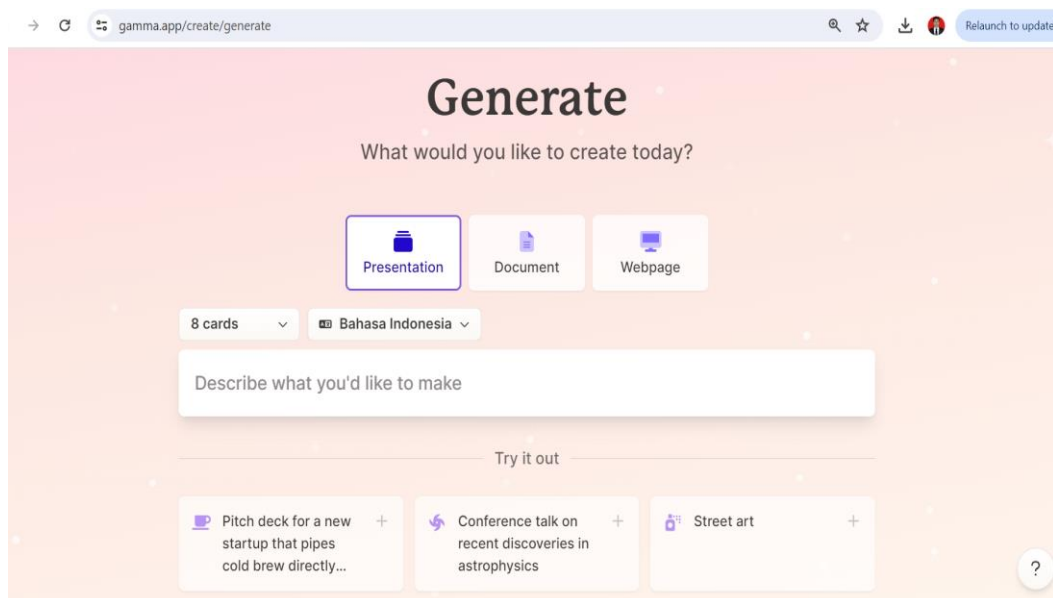 gamma.app/create/generate
Relaunch to update
Generate
What would you like to create today?
Presentation
Document
Webpage
8 cards
Bahasa Indonesia
Describe what you'd like to make
Try it out
Pitch deck for a new
startup that pipes
cold brew directly...
Conference talk on
recent discoveries in
astrophysics
Street art
?